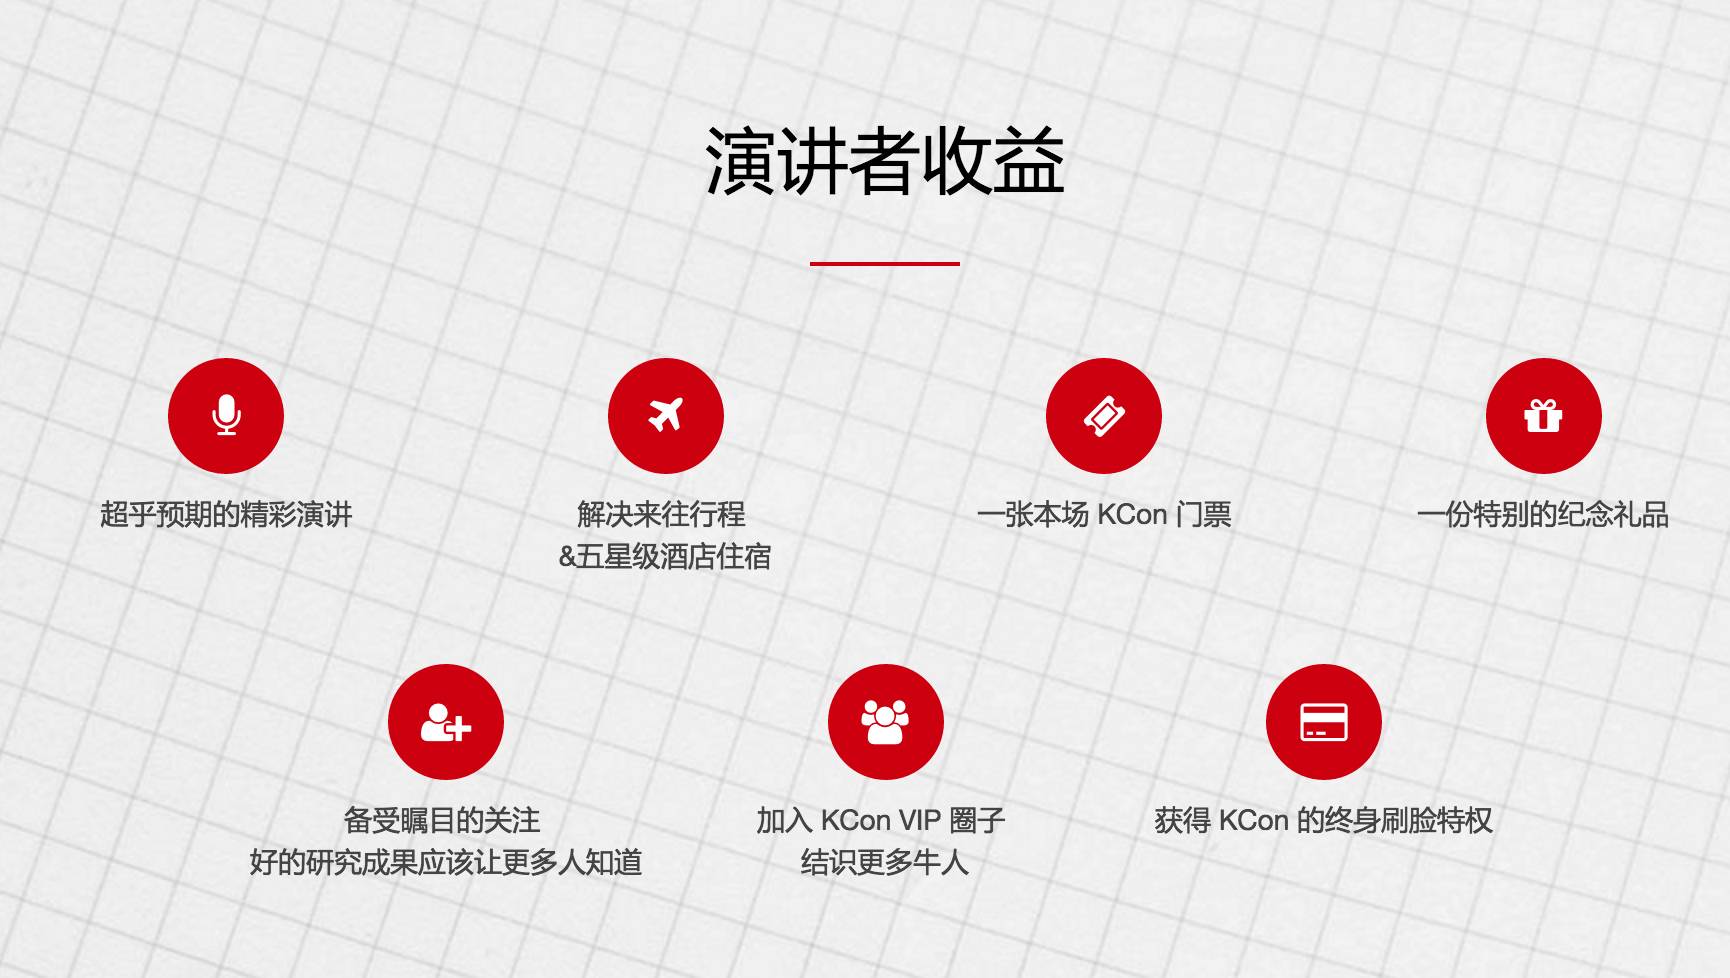 演讲者收益
超乎预期的精彩演讲
解决来往行程
&五星级酒店住宿
一张本场 KCon 门票
一份特别的纪念礼品
备受瞩目的关注
好的研究成果应该让更多人知道
加入 KCon VIP 圈子
结识更多牛人
获得 KCon 的终身刷脸特权